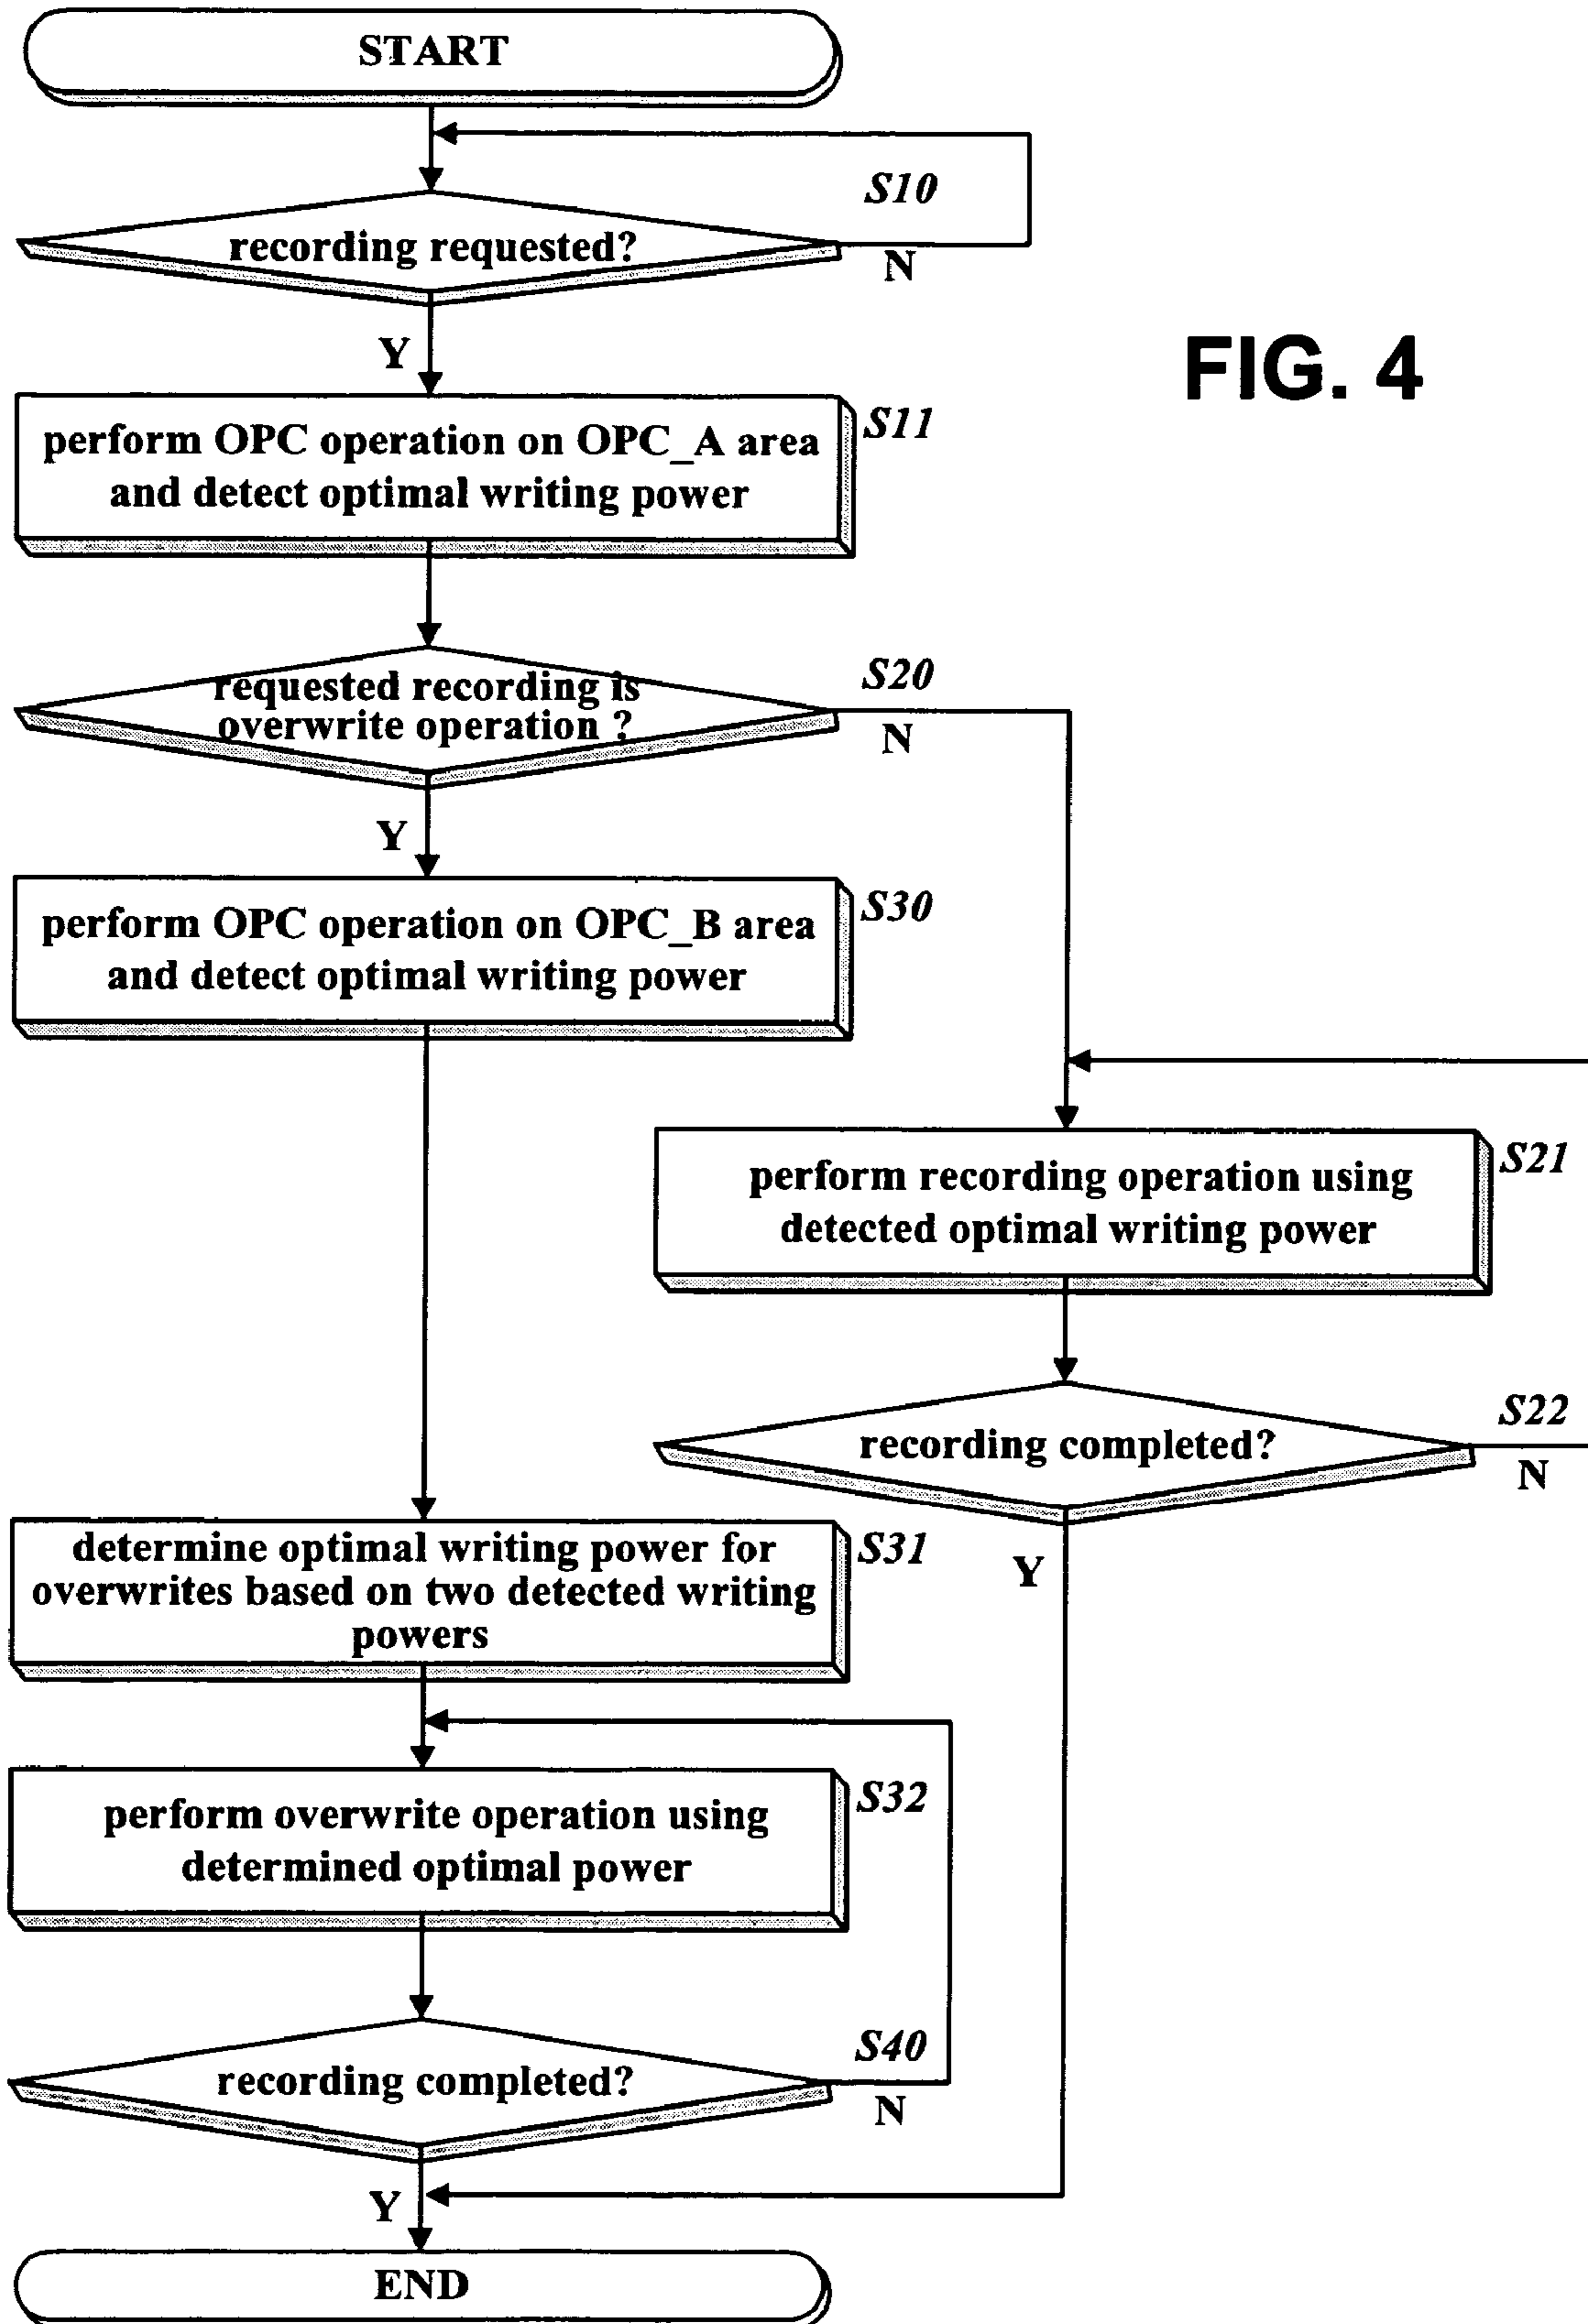 START
S10
recording requested?
N
Y
FIG. 4
perform OPC operation on OPC_A area
and detect optimal writing power
S11
requested recording is
overwrite operation ?
S20
N
Y
perform OPC operation on OPC_B area
and detect optimal writing power
S30
perform recording operation using
detected optimal writing power
S21
recording completed?
S22
N
Y
determine optimal writing power for
overwrites based on two detected writing
powers
S31
perform overwrite operation using
determined optimal power
S32
recording completed?
S40
N
Y
END